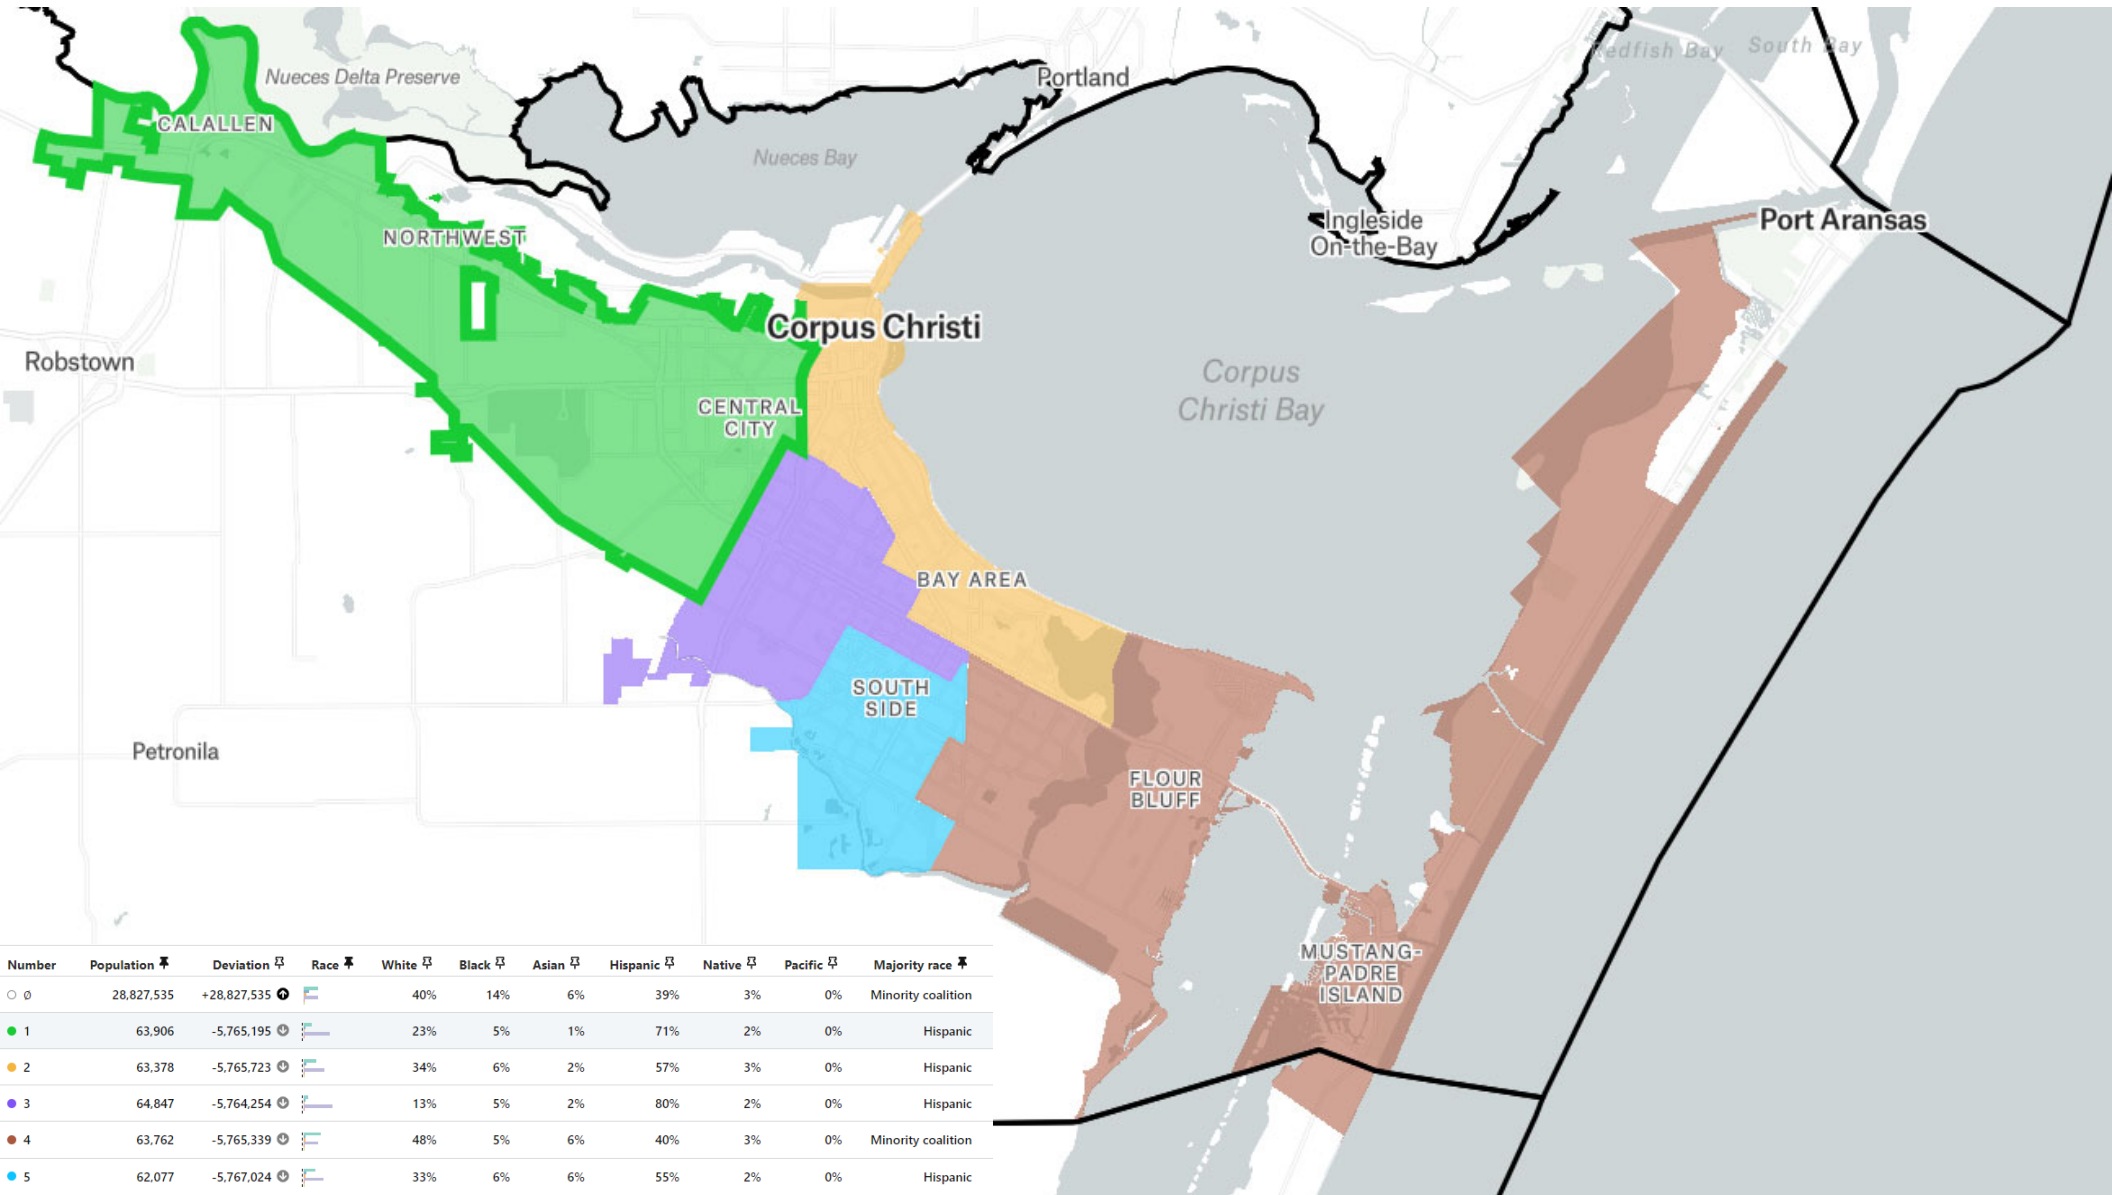 Redfish Bay
South Bay
Nueces Delta Preserve
Portland
CALALLEN
Nueces Bay
Ingleside
On-the-Bay
Port Aransas
NORTHWEST
Corpus Christi
Robstown
Corpus
Christi Bay
CENTRAL
CITY
BAY AREA
SOUTH
SIDE
Petronila
FLOUR
BLUFF
MUSTANG-
PADRE
ISLAND
Number Population Deviation Race White Black Asian Hispanic Native Pacific Majority race
Ø 28,827,535 +28,827,535 40% 14% 6% 39% 3% 0% Minority coalition
1 63,906 -5,765,195 23% 5% 1% 71% 2% 0% Hispanic
2 63,378 -5,765,723 34% 6% 2% 57% 3% 0% Hispanic
3 64,847 -5,764,254 13% 5% 2% 80% 2% 0% Hispanic
4 63,762 -5,765,339 48% 5% 6% 40% 3% 0% Minority coalition
5 62,077 -5,767,024 33% 6% 6% 55% 2% 0% Hispanic